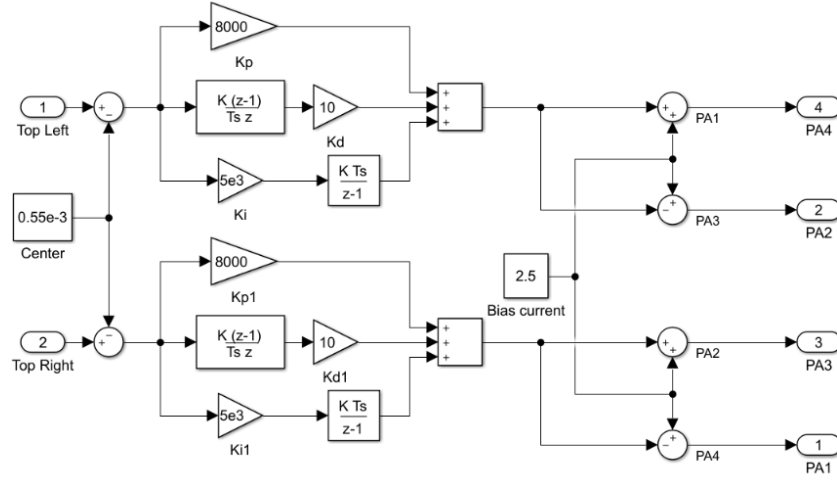 8000
Kp
1
Top Left
+
−
K (z-1)
Ts z
10
Kd
+
+
+
+
+
PA1
4
PA4
5e3
Ki
K Ts
z-1
0.55e-3
Center
−
+
PA3
2
PA2
8000
Kp1
2.5
Bias current
2
Top Right
−
+
K (z-1)
Ts z
10
Kd1
+
+
+
+
+
PA2
3
PA3
5e3
Ki1
K Ts
z-1
−
+
PA4
1
PA1